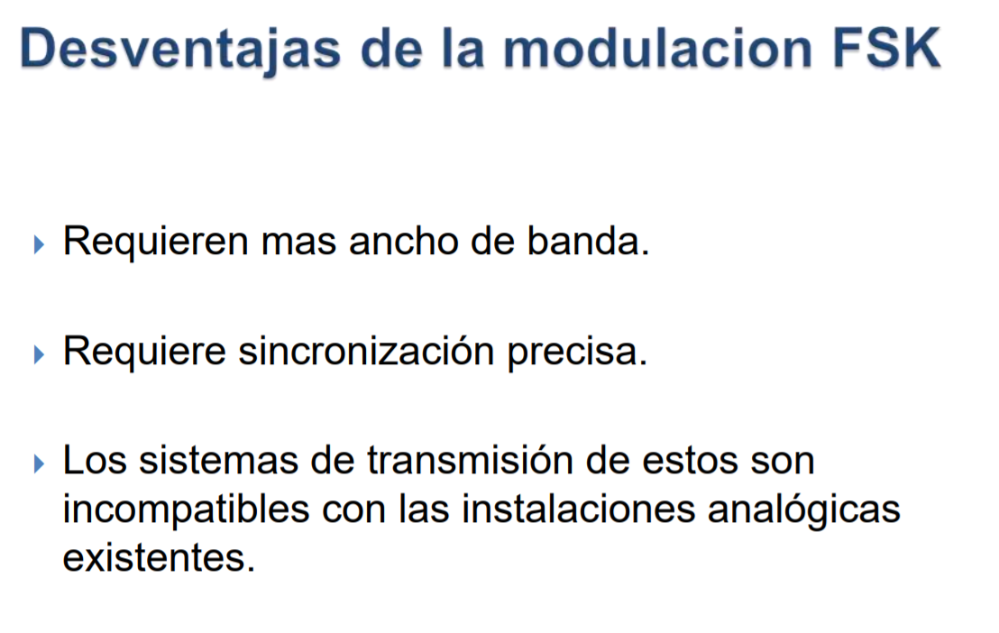 Desventajas de la modulacion FSK
Requieren mas ancho de banda.
Requiere sincronización precisa.
Los sistemas de transmisión de estos son
incompatibles con las instalaciones analógicas
existentes.